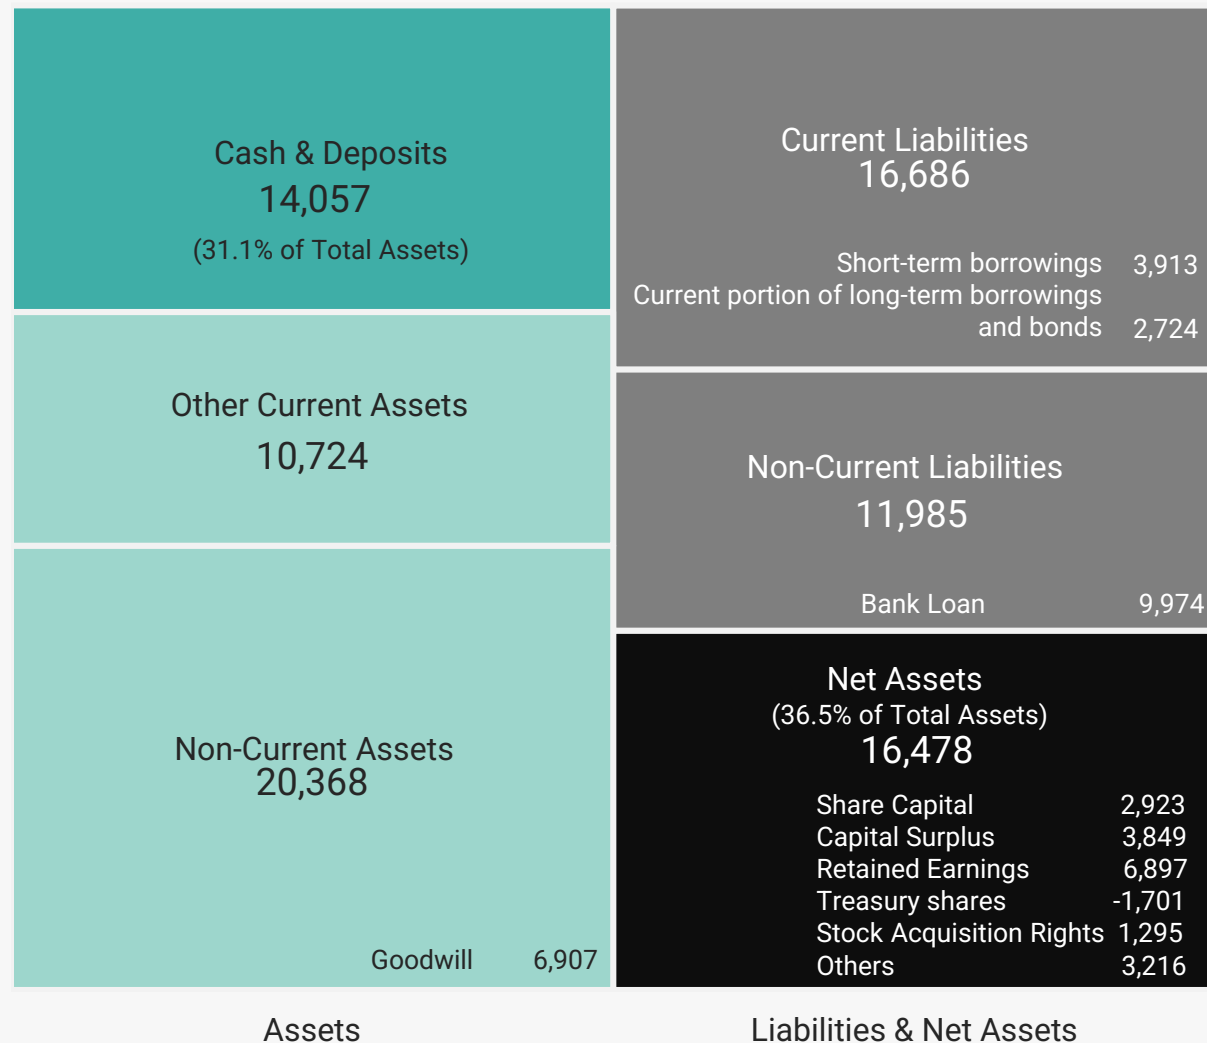 Cash & Deposits
14,057
(31.1% of Total Assets)
Other Current Assets
10,724
Non-Current Assets
20,368
Goodwill 6,907
Assets
Current Liabilities
16,686
Short-term borrowings 3,913
Current portion of long-term borrowings
and bonds 2,724
Non-Current Liabilities
11,985
Bank Loan 9,974
Net Assets
(36.5% of Total Assets)
16,478
Share Capital 2,923
Capital Surplus 3,849
Retained Earnings 6,897
Treasury shares -1,701
Stock Acquisition Rights 1,295
Others 3,216
Liabilities & Net Assets